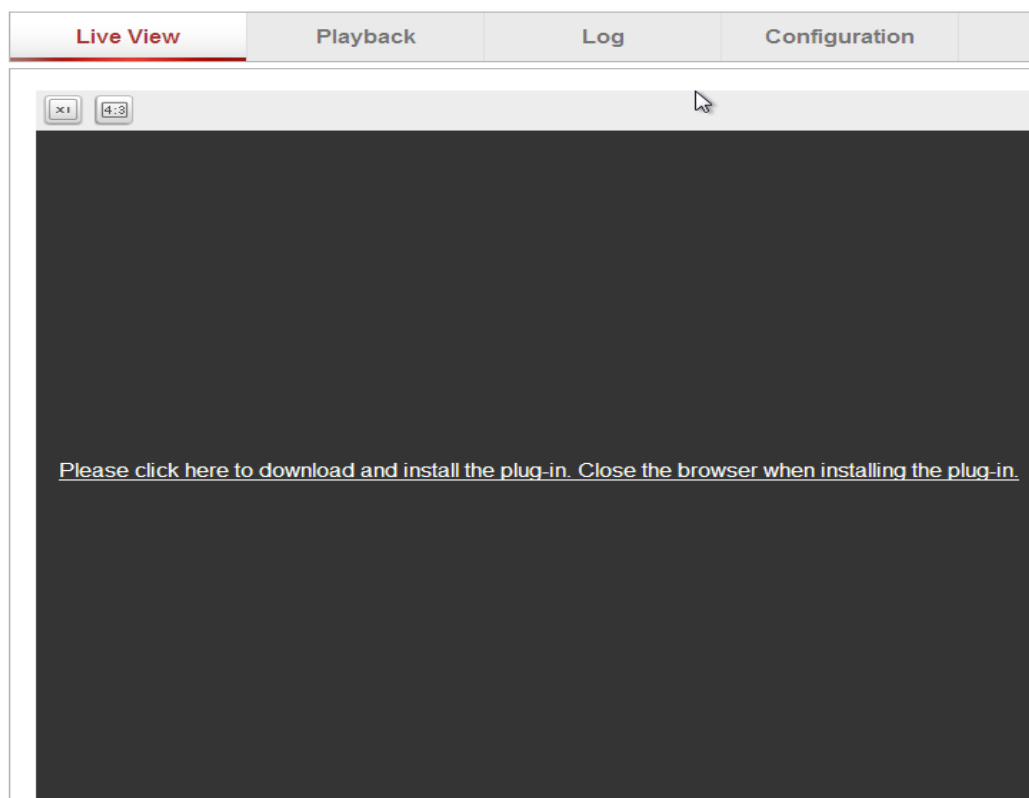 Live View Playback Log Configuration
X1 4:3
Please click here to download and install the plug-in. Close the browser when installing the plug-in.